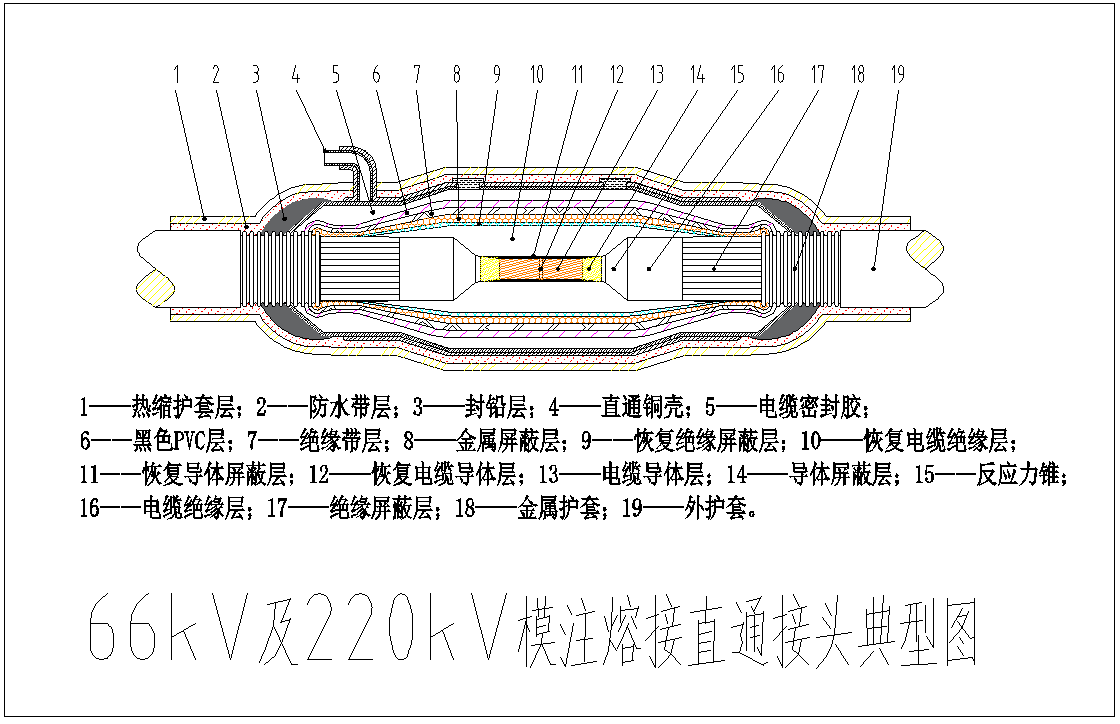 1 2 3 4 5 6 7 8 9 10 11 12 13 14 15 16 17 18 19
1——热缩护套层；2——防水带层；3——封铅层；4——直通铜壳；5——电缆密封胶；
6——黑色PVC层；7——绝缘带层；8——金属屏蔽层；9——恢复绝缘屏蔽层；10——恢复电缆绝缘层；
11——恢复导体屏蔽层；12——恢复电缆导体层；13——电缆导体层；14——导体屏蔽层；15——反应力锥；
16——电缆绝缘层；17——绝缘屏蔽层；18——金属护套；19——外护套。
66kV及220kV模注熔接直通接头典型图